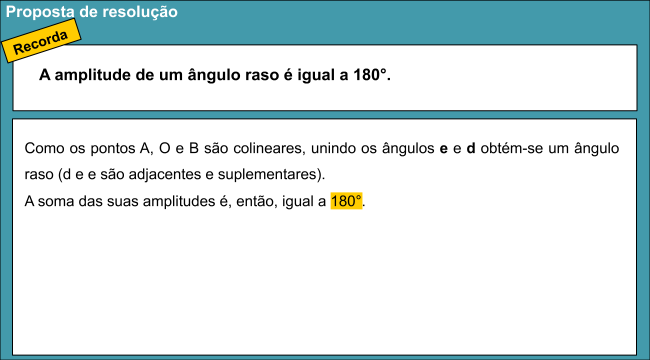 Proposta de resolução
Recorda
A amplitude de um ângulo raso é igual a 180°.
Como os pontos A, O e B são colineares, unindo os ângulos e e d obtém-se um ângulo
raso (d e e são adjacentes e suplementares).
A soma das suas amplitudes é, então, igual a 180°.